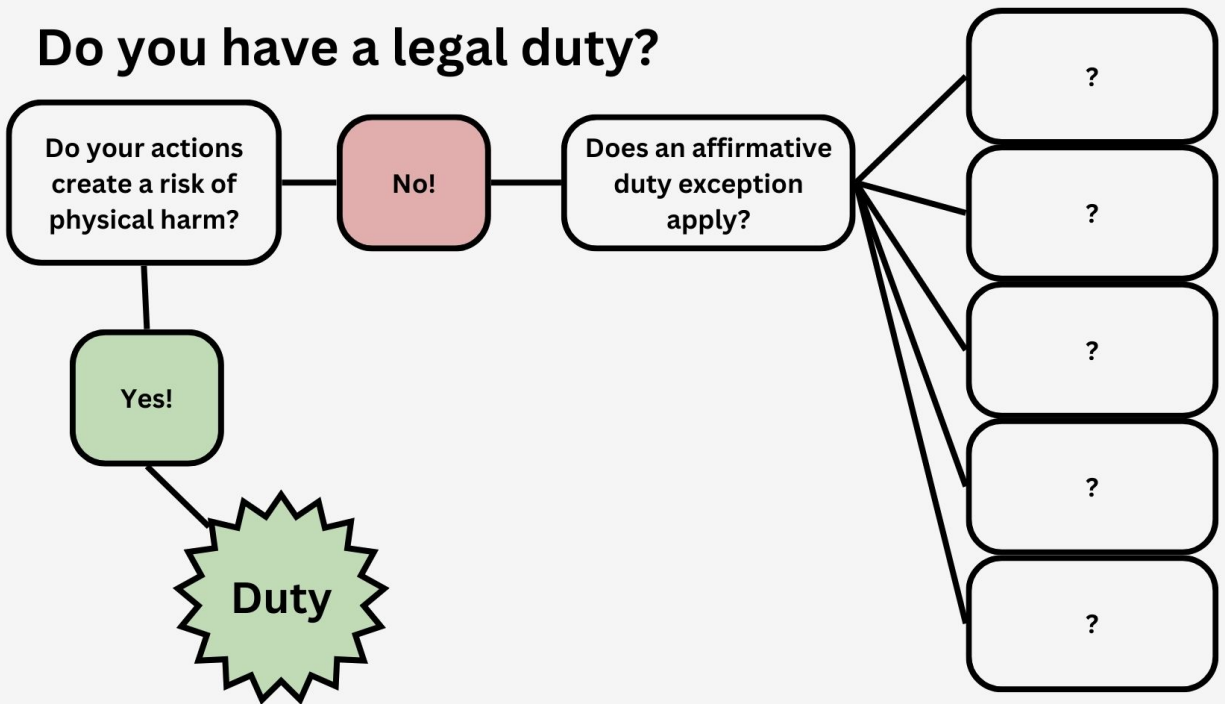 Do you have a legal duty?
Do your actions
create a risk of
physical harm?
No!
Does an affirmative
duty exception
apply?
?
?
?
?
?
Yes!
Duty